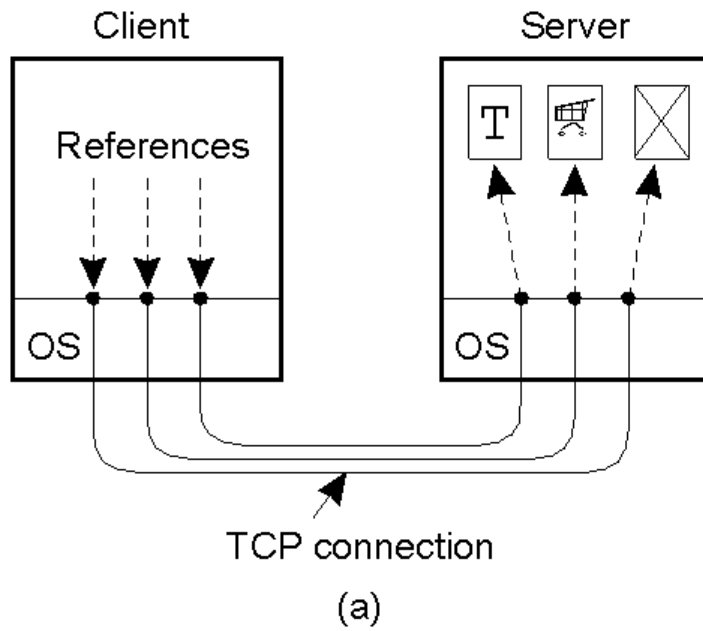 Client
Server
References
T
OS
OS
TCP connection
(a)